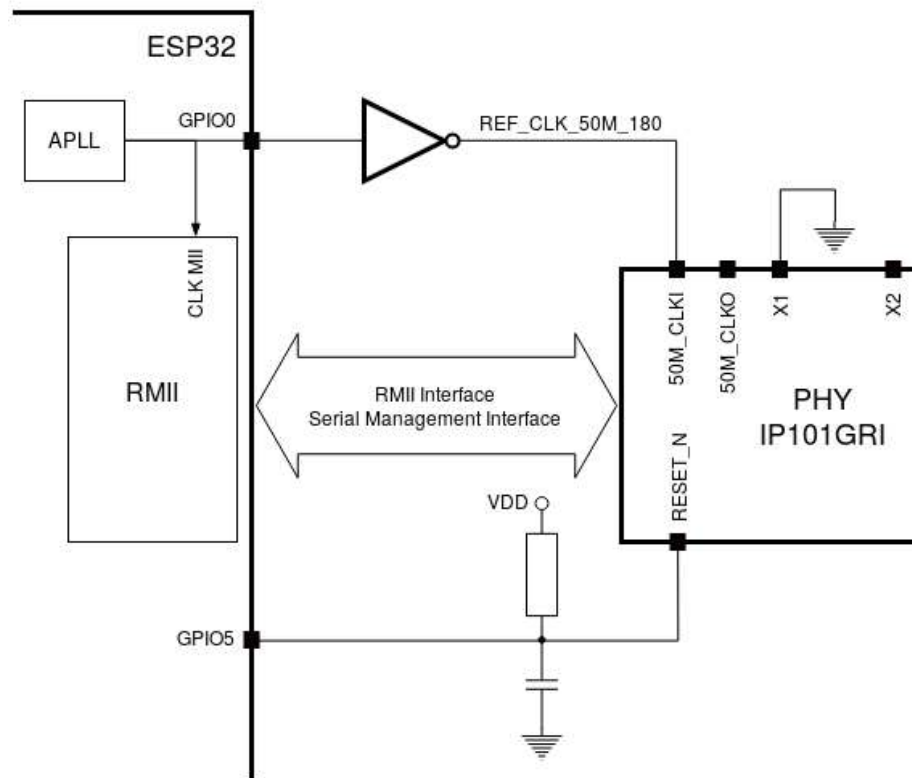 ESP32
GPIO0
APLL
REF_CLK_50M_180
CLK MII
RMII
50M_CLKI
50M_CLKO
X1
X2
RMII Interface
Serial Management Interface
PHY
IP101GRI
RESET_N
VDD
GPIO5